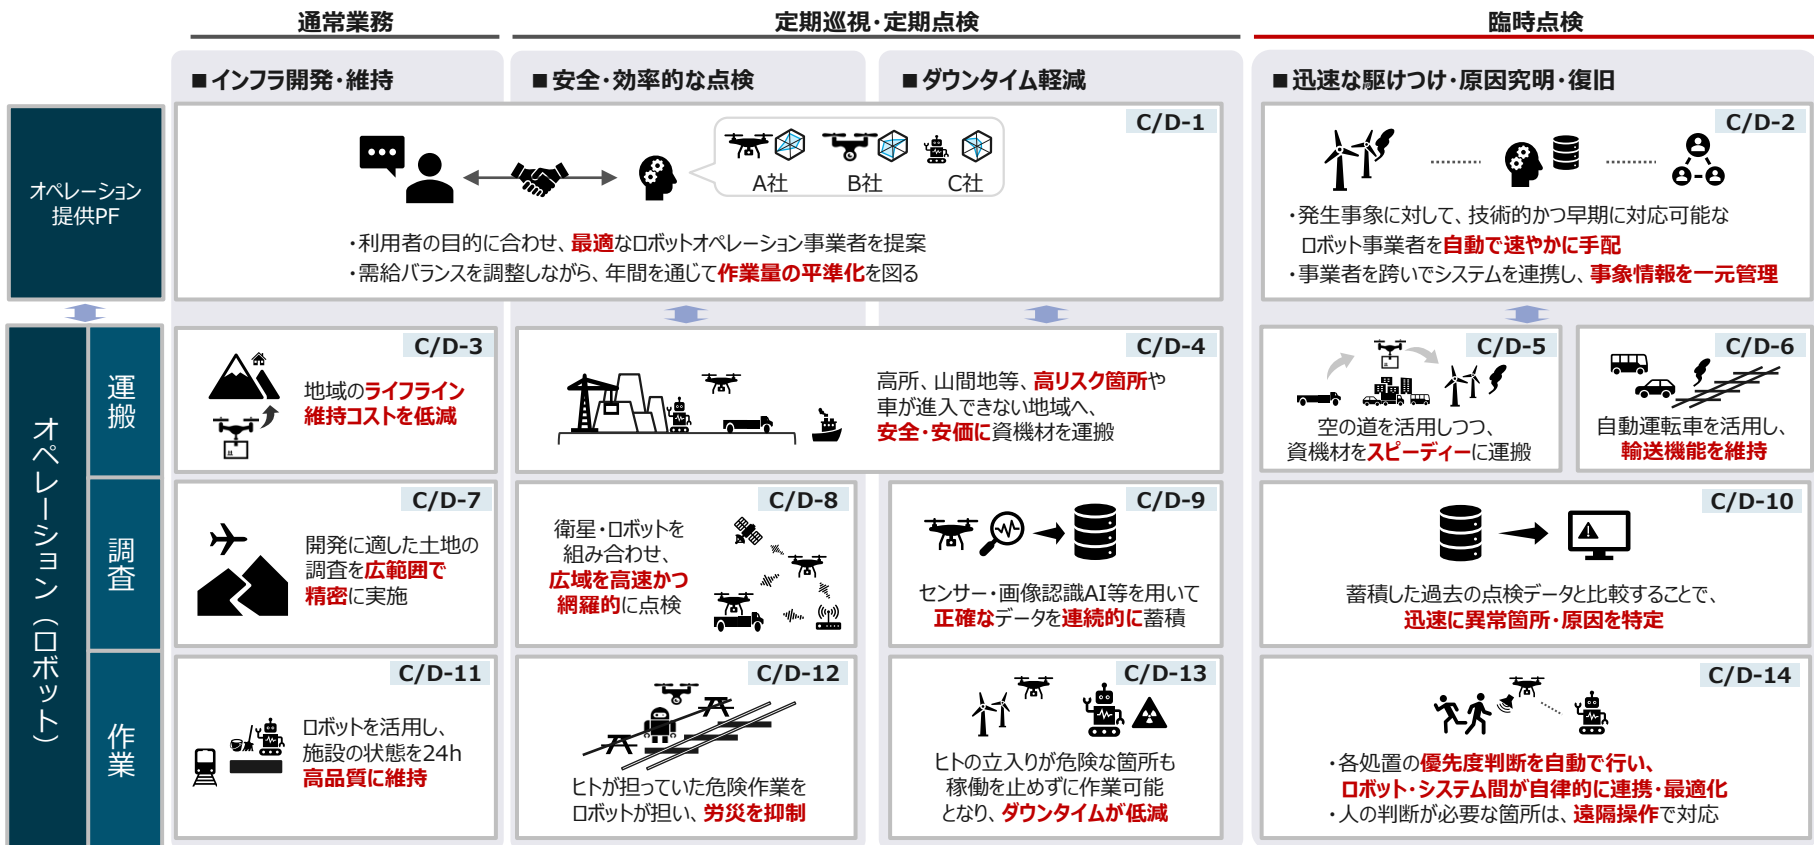 通常業務
定期巡視・定期点検
臨時点検
■インフラ開発・維持
■安全・効率的な点検
■ダウンタイム軽減
■迅速な駆けつけ・原因究明・復旧
オペレーション
提供PF
C/D-1
A社
B社
C社
・利用者の目的に合わせ、最適なロボットオペレーション事業者を提案
・需給バランスを調整しながら、年間を通じて作業量の平準化を図る
C/D-2
・発生事象に対して、技術的かつ早期に対応可能な
ロボット事業者を自動で速やかに手配
・事業者を跨いでシステムを連携し、事象情報を一元管理
オペレーション（ロボット）
運搬
C/D-3
地域のライフライン
維持コストを低減
C/D-4
高所、山間地等、高リスク箇所や
車が進入できない地域へ、
安全・安価に資機材を運搬
C/D-5
空の道を活用しつつ、
資機材をスピーディーに運搬
C/D-6
自動運転車を活用し、
輸送機能を維持
調査
C/D-7
開発に適した土地の
調査を広範囲で
精密に実施
C/D-8
衛星・ロボットを
組み合わせ、
広域を高速かつ
網羅的に点検
C/D-9
センサー・画像認識AI等を用いて
正確なデータを連続的に蓄積
C/D-10
蓄積した過去の点検データと比較することで、
迅速に異常箇所・原因を特定
作業
C/D-11
ロボットを活用し、
施設の状態を24h
高品質に維持
C/D-12
ヒトが担っていた危険作業を
ロボットが担い、労災を抑制
C/D-13
ヒトの立入りが危険な箇所も
稼働を止めずに作業可能
となり、ダウンタイムが低減
C/D-14
・各処置の優先度判断を自動で行い、
ロボット・システム間が自律的に連携・最適化
・人の判断が必要な箇所は、遠隔操作で対応